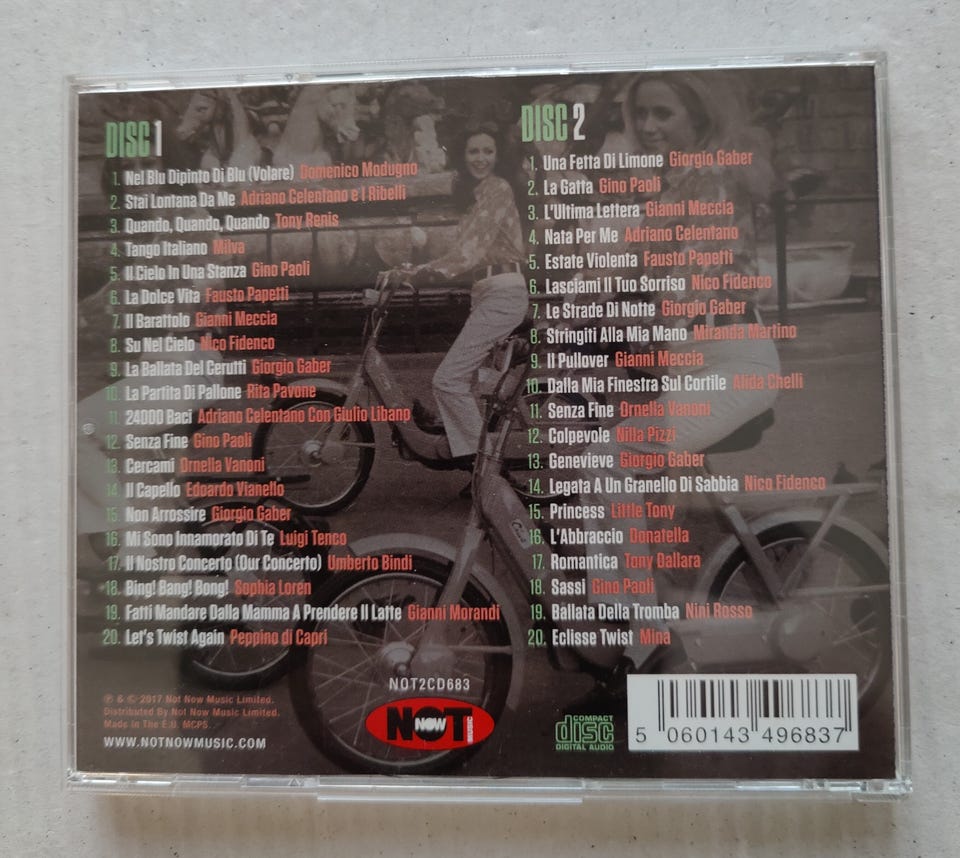 DISC 1
1. Nel Blu Dipinto Di Blu (Volare) Domenico Modugno
2. Stai Lontana Da Me Adriano Celentano e I Ribelli
3. Quando, Quando, Quando Tony Renis
4. Tango Italiano Milva
5. Il Cielo In Una Stanza Gino Paoli
6. La Dolce Vita Fausto Papetti
7. Il Barattolo Gianni Meccia
8. Su Nel Cielo Nico Fidenco
9. La Ballata Del Cerutti Giorgio Gaber
10. La Partita Di Pallone Rita Pavone
11. 24000 Baci Adriano Celentano Con Giulio Libano
12. Senza Fine Gino Paoli
13. Cercami Ornella Vanoni
14. Il Capello Edoardo Vianello
15. Non Arrossire Giorgio Gaber
16. Mi Sono Innamorato Di Te Luigi Tenco
17. Il Nostro Concerto (Our Concerto) Umberto Bindi
18. Bing! Bang! Bong! Sophia Loren
19. Fatti Mandare Dalla Mamma A Prendere Il Latte Gianni Morandi
20. Let's Twist Again Peppino di Capri
DISC 2
1. Una Fetta Di Limone Giorgio Gaber
2. La Gatta Gino Paoli
3. L'Ultima Lettera Gianni Meccia
4. Nata Per Me Adriano Celentano
5. Estate Violenta Fausto Papetti
6. Lasciami Il Tuo Sorriso Nico Fidenco
7. Le Strade Di Notte Giorgio Gaber
8. Stringiti Alla Mia Mano Miranda Martino
9. Il Pullover Gianni Meccia
10. Dalla Mia Finestra Sul Cortile Alida Chelli
11. Senza Fine Ornella Vanoni
12. Colpevole Nilla Pizzi
13. Genevieve Giorgio Gaber
14. Legata A Un Granello Di Sabbia Nico Fidenco
15. Princess Little Tony
16. L'Abbraccio Donatella
17. Romantica Tony Dallara
18. Sassi Gino Paoli
19. Ballata Della Tromba Nini Rosso
20. Eclisse Twist Mina
℗ & © 2017 Not Now Music Limited.
Distributed By Not Now Music Limited.
Made in The E.U. MCPS.
WWW.NOTNOWMUSIC.COM
NOT2CD683
NOT NOW MUSIC
COMPACT
disc
DIGITAL AUDIO
5 060143 496837